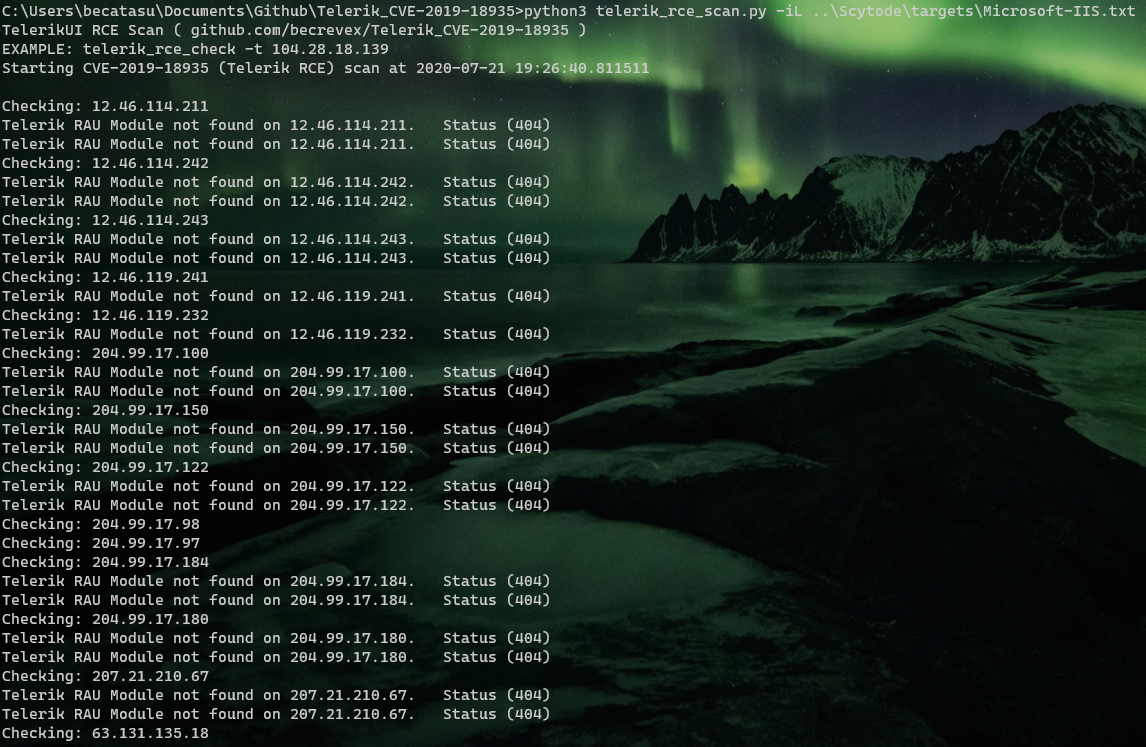 C:\Users\becatasu\Documents\Github\Telerik_CVE-2019-18935>python3 telerik_rce_scan.py -iL ..\Scytode\targets\Microsoft-IIS.txt
TelerikUI RCE Scan ( github.com/becrevex/Telerik_CVE-2019-18935 )
EXAMPLE: telerik_rce_check -t 104.28.18.139
Starting CVE-2019-18935 (Telerik RCE) scan at 2020-07-21 19:26:40.811511
Checking: 12.46.114.211
Telerik RAU Module not found on 12.46.114.211.   Status (404)
Telerik RAU Module not found on 12.46.114.211.   Status (404)
Checking: 12.46.114.242
Telerik RAU Module not found on 12.46.114.242.   Status (404)
Telerik RAU Module not found on 12.46.114.242.   Status (404)
Checking: 12.46.114.243
Telerik RAU Module not found on 12.46.114.243.   Status (404)
Telerik RAU Module not found on 12.46.114.243.   Status (404)
Checking: 12.46.119.241
Telerik RAU Module not found on 12.46.119.241.   Status (404)
Checking: 12.46.119.232
Telerik RAU Module not found on 12.46.119.232.   Status (404)
Checking: 204.99.17.100
Telerik RAU Module not found on 204.99.17.100.   Status (404)
Telerik RAU Module not found on 204.99.17.100.   Status (404)
Checking: 204.99.17.150
Telerik RAU Module not found on 204.99.17.150.   Status (404)
Telerik RAU Module not found on 204.99.17.150.   Status (404)
Checking: 204.99.17.122
Telerik RAU Module not found on 204.99.17.122.   Status (404)
Telerik RAU Module not found on 204.99.17.122.   Status (404)
Checking: 204.99.17.98
Checking: 204.99.17.97
Checking: 204.99.17.184
Telerik RAU Module not found on 204.99.17.184.   Status (404)
Telerik RAU Module not found on 204.99.17.184.   Status (404)
Checking: 204.99.17.180
Telerik RAU Module not found on 204.99.17.180.   Status (404)
Telerik RAU Module not found on 204.99.17.180.   Status (404)
Checking: 207.21.210.67
Telerik RAU Module not found on 207.21.210.67.   Status (404)
Telerik RAU Module not found on 207.21.210.67.   Status (404)
Checking: 63.131.135.18